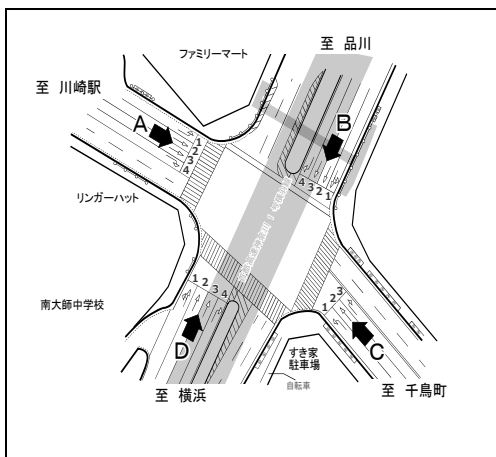 至 品川
ファミリーマート
至 川崎駅
A
B
1
2
3
4
4 3 2 1
リンガーハット
1 2 3 4
3
2
1
南大師中学校
D
C
すき家
駐車場
自転車
至 横浜
至 千鳥町